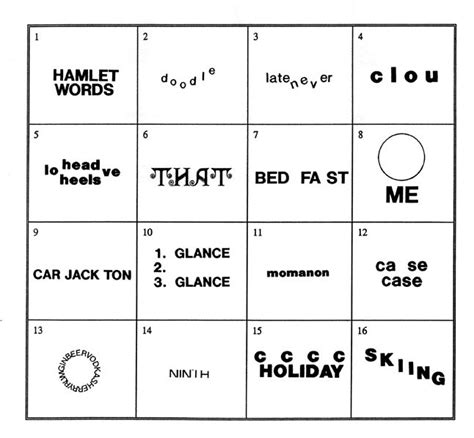 1
HAMLET
WORDS
2
doodle
3
latenever
4
clou
5
lo head ve
heels
6
THAT
7
BED FA ST
8
ME
9
CAR JACK TON
10
1. GLANCE
2.
3. GLANCE
11
momanon
12
ca se
case
13
BEERVODKASHERRYRUMGIN
14
NINTH
15
C C C C
HOLIDAY
16
SKIING